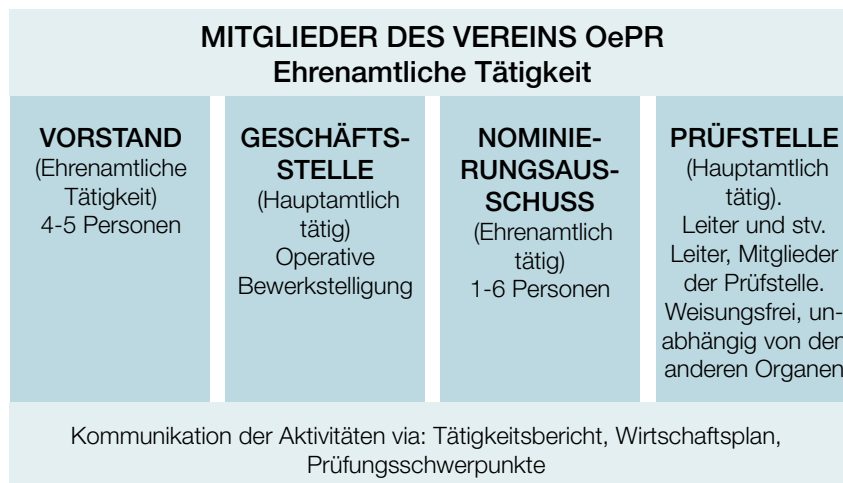 MITGLIEDER DES VEREINS OePR
Ehrenamtliche Tätigkeit
VORSTAND
(Ehrenamtliche
Tätigkeit)
4-5 Personen
GESCHÄFTS-
STELLE
(Hauptamtlich
tätig)
Operative
Bewerkstelligung
NOMINIE-
RUNGSAUS-
SCHUSS
(Ehrenamtlich
tätig)
1-6 Personen
PRÜFSTELLE
(Hauptamtlich
tätig).
Leiter und stv.
Leiter, Mitglieder
der Prüfstelle.
Weisungsfrei, un-
abhängig von den
anderen Organen
Kommunikation der Aktivitäten via: Tätigkeitsbericht, Wirtschaftsplan,
Prüfungsschwerpunkte